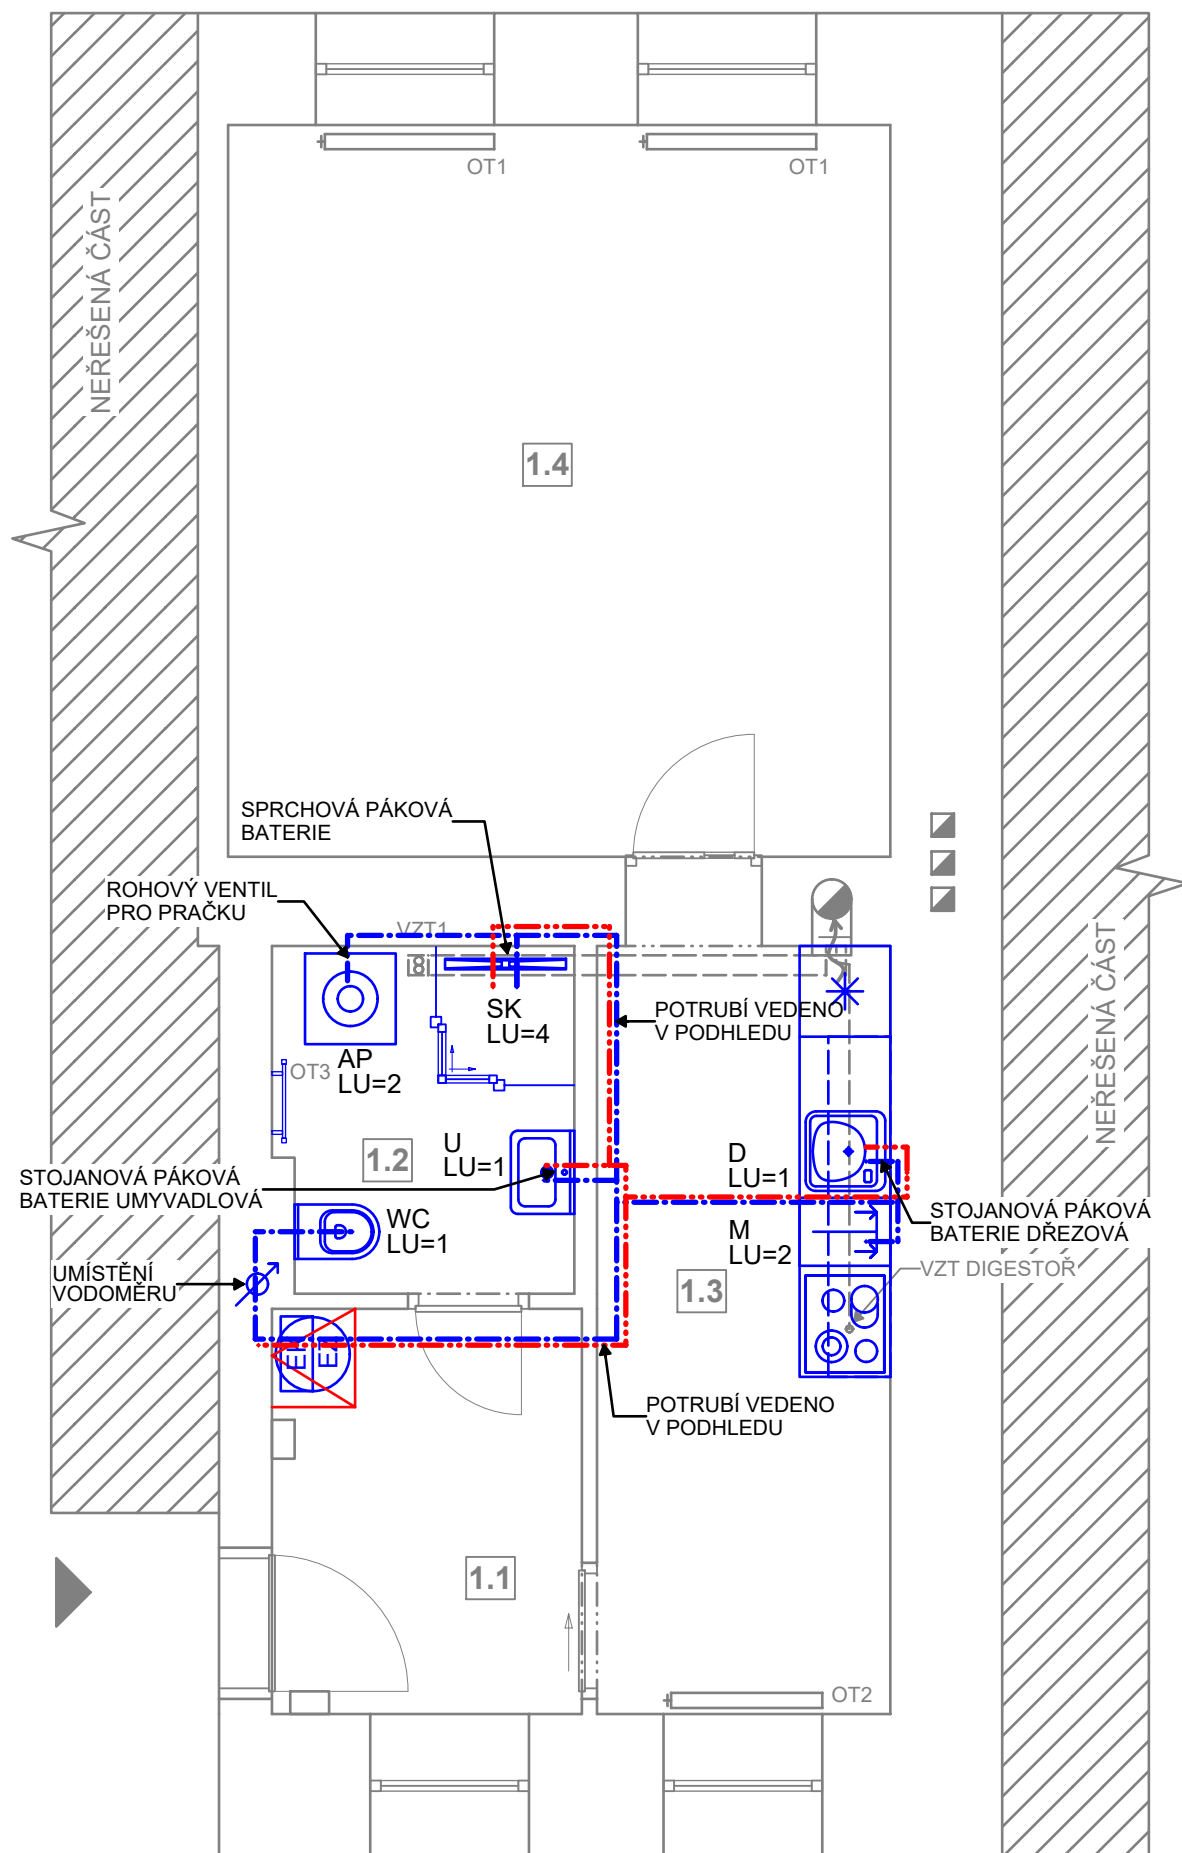 OT1
OT1
NEŘEŠENÁ ČÁST
1.4
SPRCHOVÁ PÁKOVÁ
BATERIE
ROHOVÝ VENTIL
PRO PRAČKU
VZT1
SK
LU=4
POTRUBÍ VEDENO
V PODHLEDU
NEŘEŠENÁ ČÁST
AP
LU=2
OT3
1.2
U
LU=1
D
LU=1
STOJANOVÁ PÁKOVÁ
BATERIE UMYVADLOVÁ
WC
LU=1
M
LU=2
STOJANOVÁ PÁKOVÁ
BATERIE DŘEZOVÁ
UMÍSTĚNÍ
VODOMĚRU
VZT DIGESTOŘ
1.3
POTRUBÍ VEDENO
V PODHLEDU
1.1
OT2